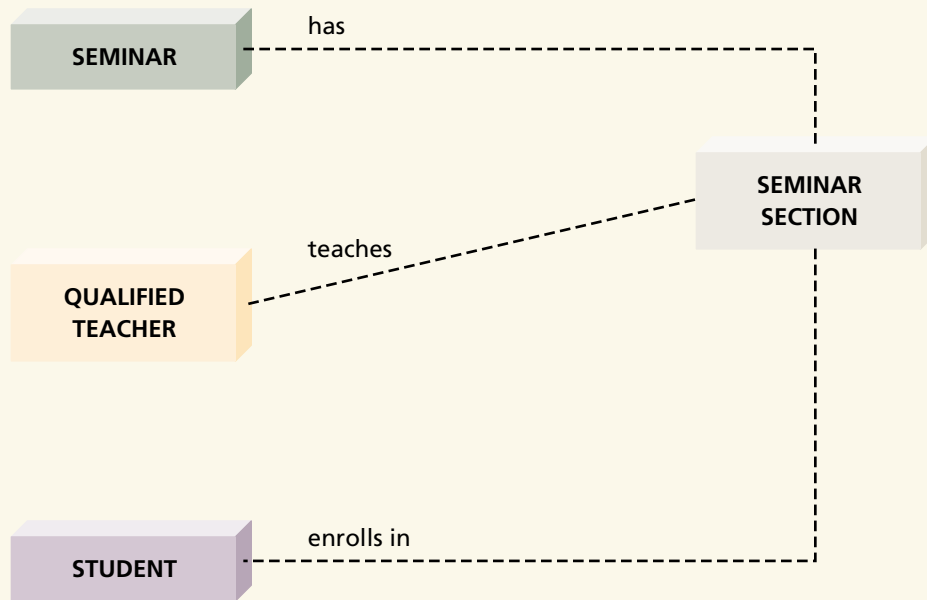 has
SEMINAR
SEMINAR
SECTION
teaches
QUALIFIED
TEACHER
enrolls in
STUDENT